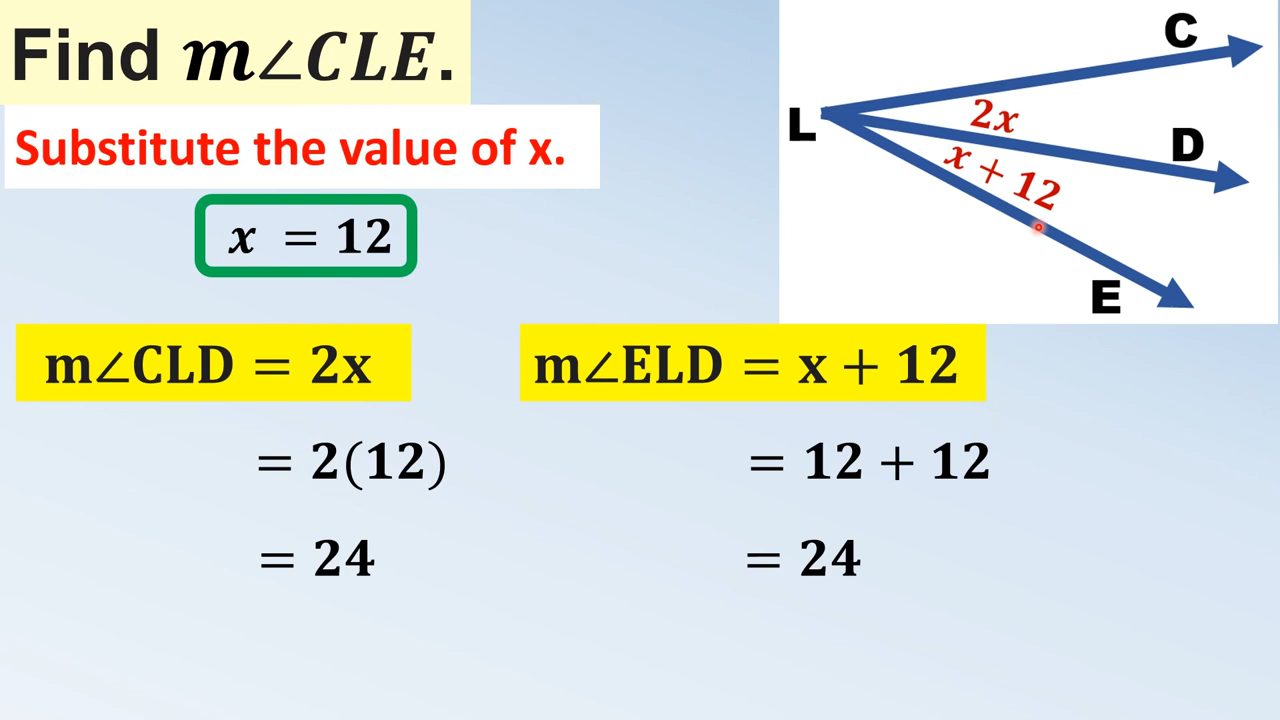 Find m∠CLE.
Substitute the value of x.
x = 12
C
L
2x
D
x + 12
E
m∠CLD = 2x
= 2(12)
= 24
m∠ELD = x + 12
= 12 + 12
= 24